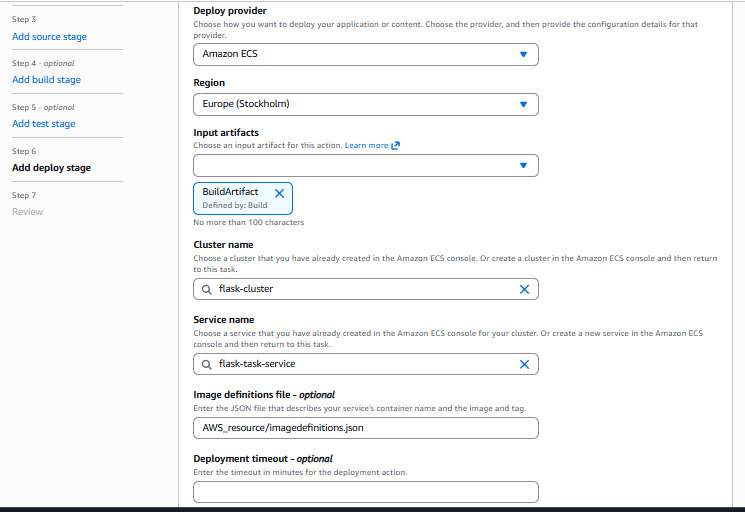 Step 3
Add source stage
Step 4 - optional
Add build stage
Step 5 - optional
Add test stage
Step 6
Add deploy stage
Step 7
Review
Deploy provider
Choose how you want to deploy your application or content. Choose the provider, and then provide the configuration details for that
provider.
Amazon ECS
Region
Europe (Stockholm)
Input artifacts
Choose an input artifact for this action. Learn more
BuildArtifact
Defined by: Build
No more than 100 characters
Cluster name
Choose a cluster that you have already created in the Amazon ECS console. Or create a cluster in the Amazon ECS console and then return
to this task.
flask-cluster
Service name
Choose a service that you have already created in the Amazon ECS console for your cluster. Or create a new service in the Amazon ECS
console and then return to this task.
flask-task-service
Image definitions file - optional
Enter the JSON file that describes your service's container name and the image and tag.
AWS_resource/imagedefinitions.json
Deployment timeout - optional
Enter the timeout in minutes for the deployment action.